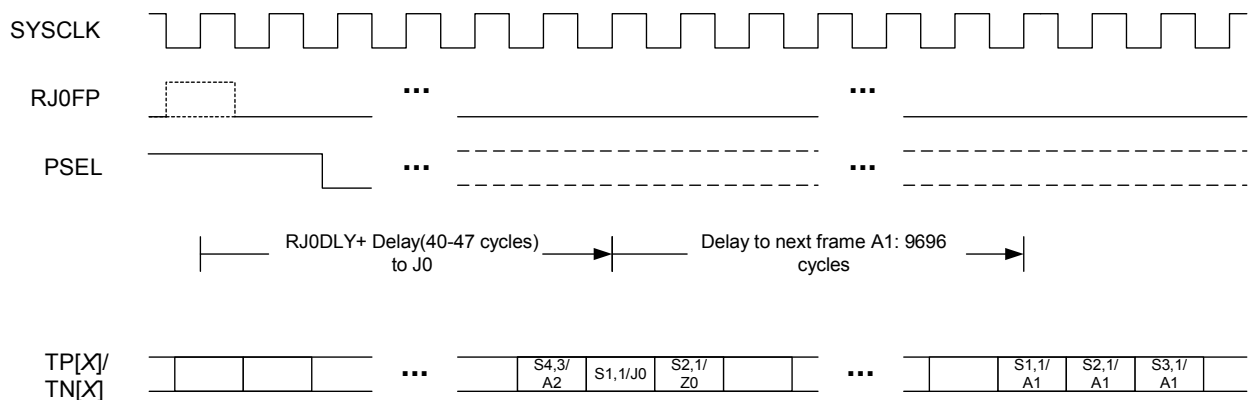 SYSCLK
RJ0FP
...
...
PSEL
...
...
RJ0DLY+ Delay(40-47 cycles)
to J0
Delay to next frame A1: 9696
cycles
TP[X]/
TN[X]
...
S4,3/
A2
S1,1/J0
S2,1/
Z0
...
S1,1/
A1
S2,1/
A1
S3,1/
A1